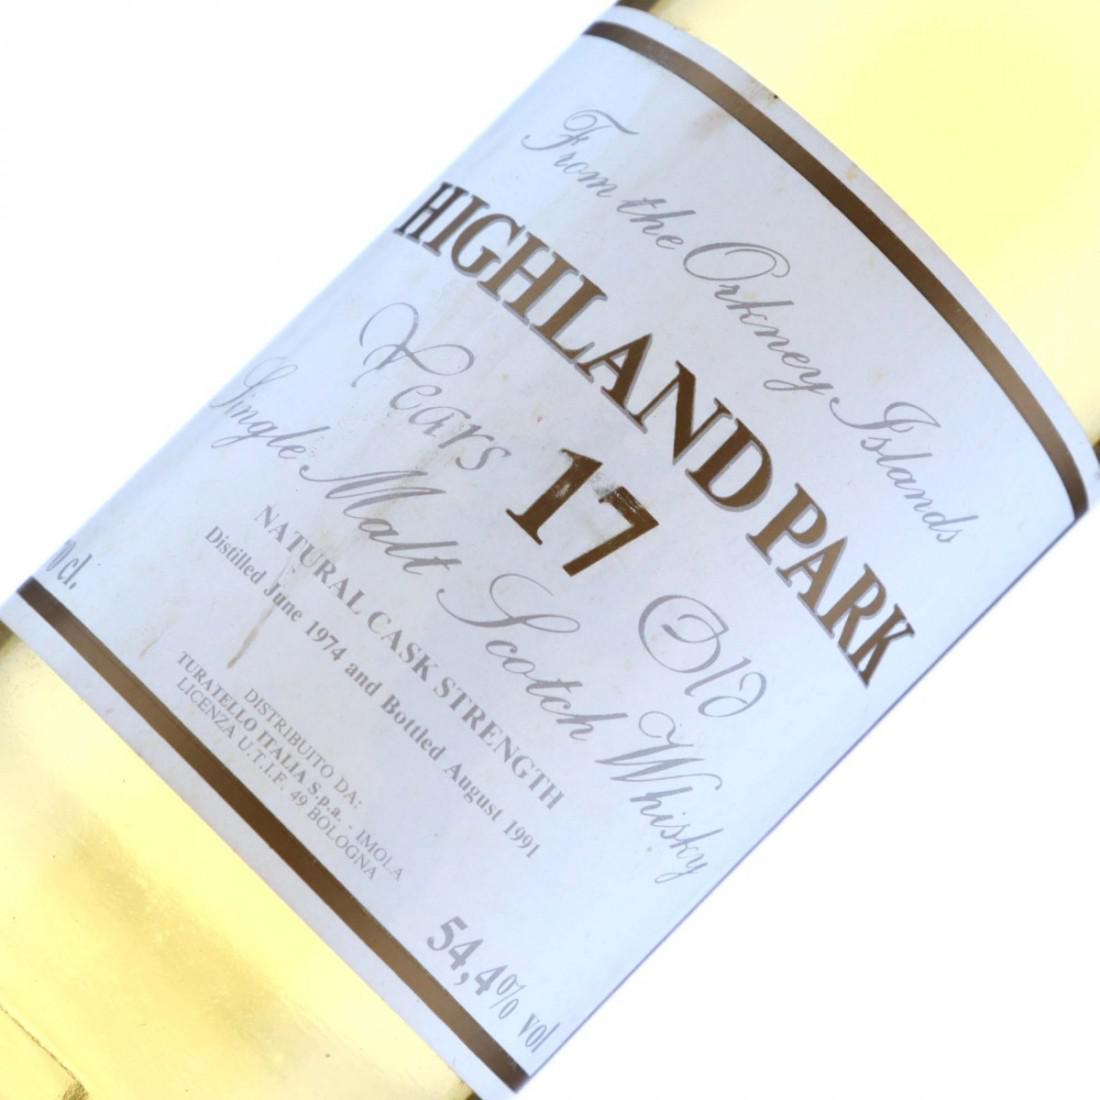 From the Orkney Islands
HIGHLAND PARK
Years 17 Old
Single Malt Scotch Whisky
NATURAL CASK STRENGTH
Distilled June 1974 and Bottled August 1991
DISTRIBUITO DA:
TURATELLO ITALIA S.p.a. - IMOLA
LICENZA U.T.I.F. 49 BOLOGNA
cl.
54,4% vol